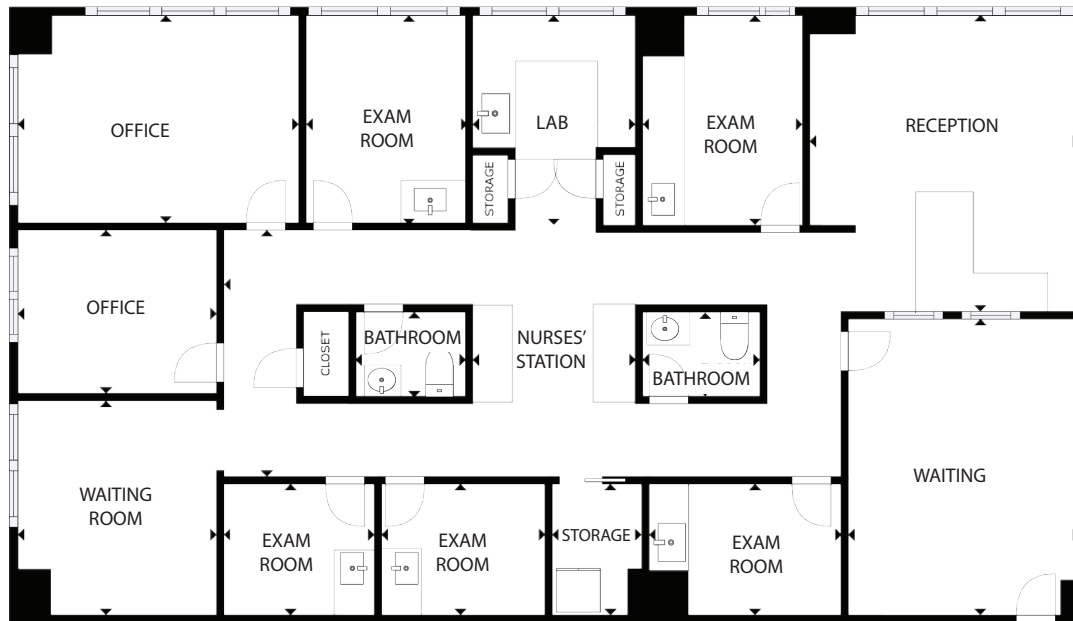 OFFICE
EXAM
ROOM
LAB
EXAM
ROOM
RECEPTION
STORAGE
STORAGE
OFFICE
CLOSET
BATHROOM
NURSES’
STATION
BATHROOM
WAITING
ROOM
EXAM
ROOM
EXAM
ROOM
STORAGE
EXAM
ROOM
WAITING